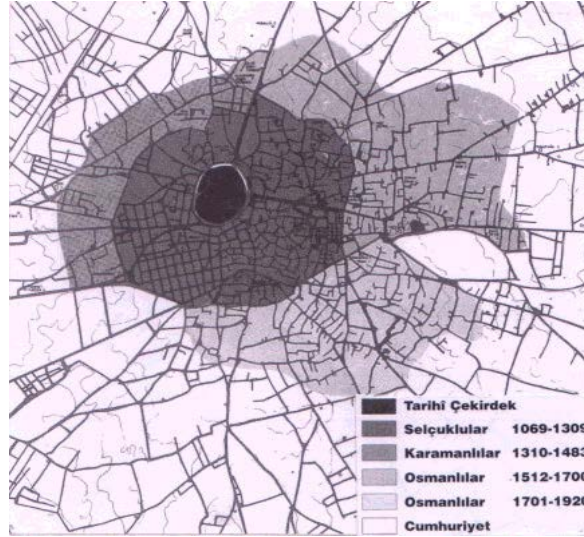 Tarihî Çekirdek
Selçuklular 1069-1309
Karamanlılar 1310-1483
Osmanlılar 1512-1700
Osmanlılar 1701-1920
Cumhuriyet